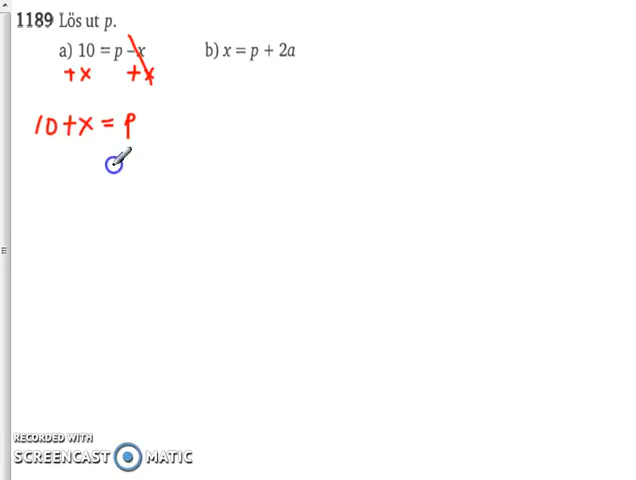 1189 Lös ut p.
a) 10 = p − x b) x = p + 2a
+x +x
10+x = p
RECORDED WITH
SCREENCAST MATIC